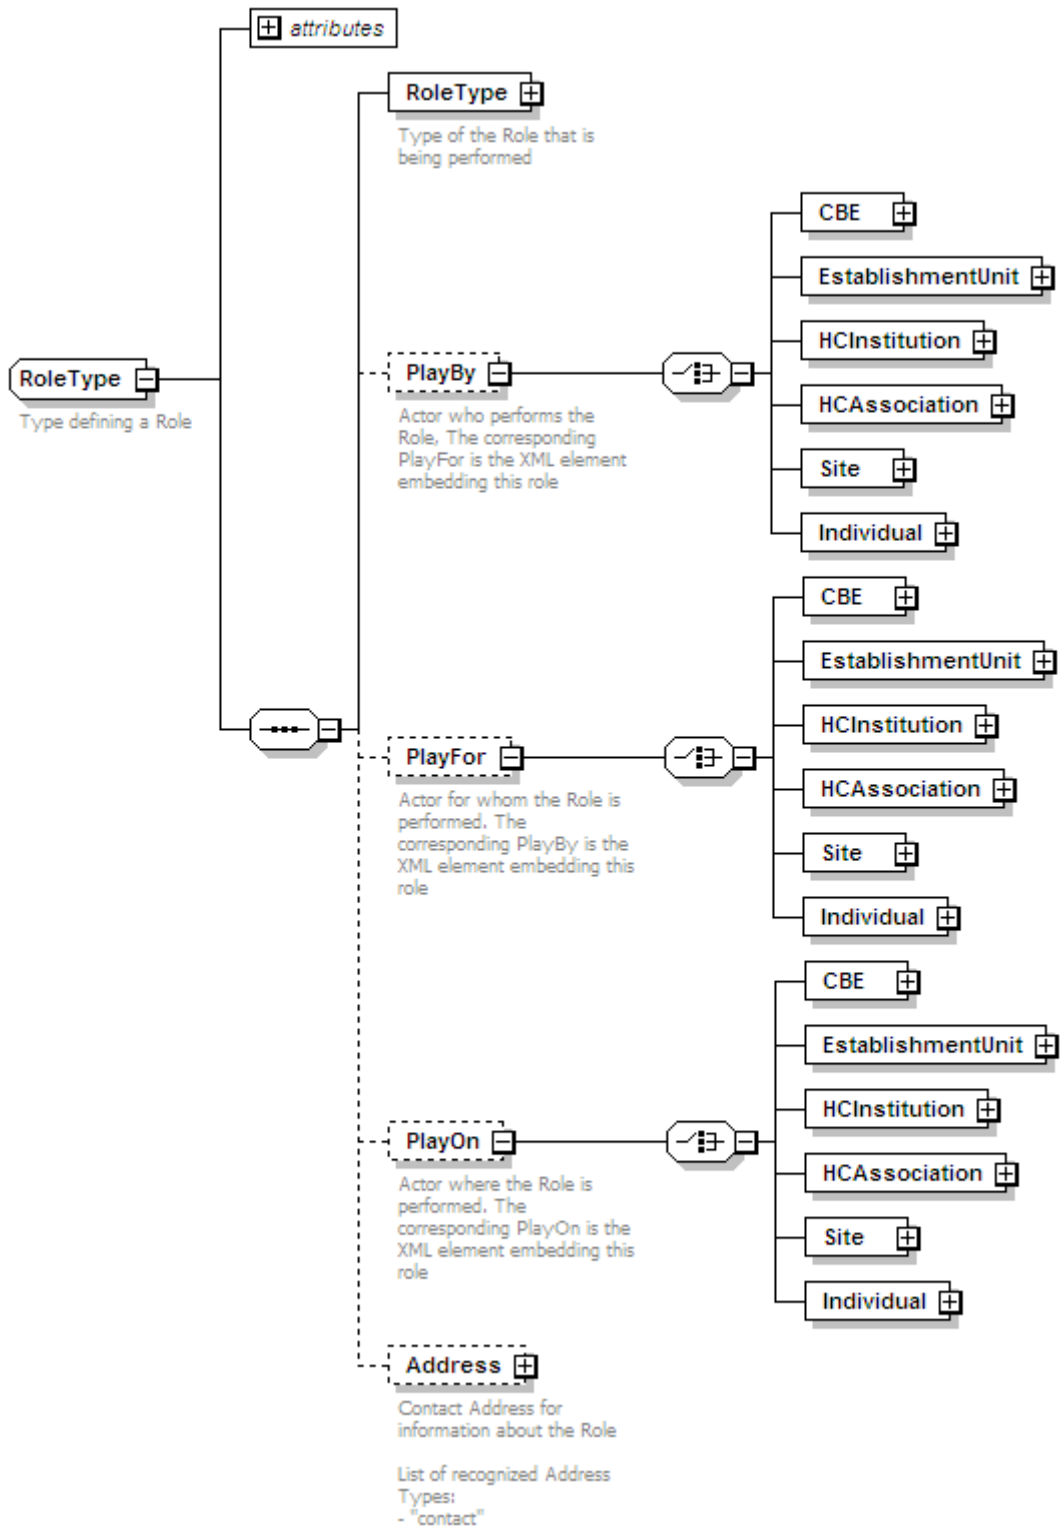 attributes
RoleType
Type of the Role that is
being performed
CBE
EstablishmentUnit
HCInstitution
RoleType
Type defining a Role
PlayBy
Actor who performs the
Role, The corresponding
PlayFor is the XML element
embedding this role
HCAssociation
Site
Individual
CBE
EstablishmentUnit
HCInstitution
PlayFor
Actor for whom the Role is
performed. The
corresponding PlayBy is the
XML element embedding this
role
HCAssociation
Site
Individual
CBE
EstablishmentUnit
HCInstitution
PlayOn
Actor where the Role is
performed. The
corresponding PlayOn is the
XML element embedding this
role
HCAssociation
Site
Individual
Address
Contact Address for
information about the Role
List of recognized Address
Types:
- "contact"